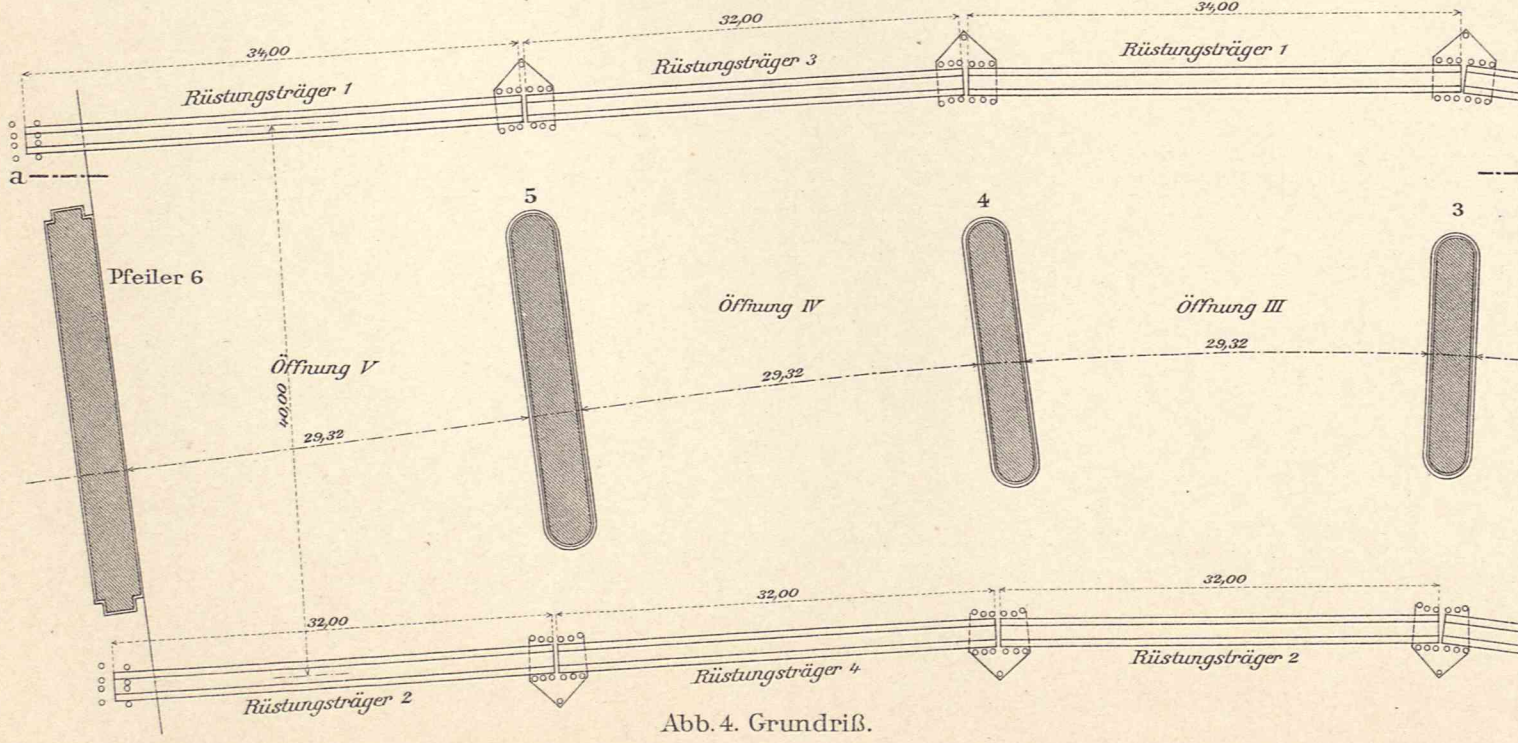 34,00
32,00
34,00
Rüstungsträger 1
Rüstungsträger 3
Rüstungsträger 1
a
5
4
3
Pfeiler 6
Öffnung V
Öffnung IV
Öffnung III
40,00
29,32
29,32
29,32
32,00
32,00
32,00
Rüstungsträger 2
Rüstungsträger 4
Rüstungsträger 2
Abb. 4. Grundriß.